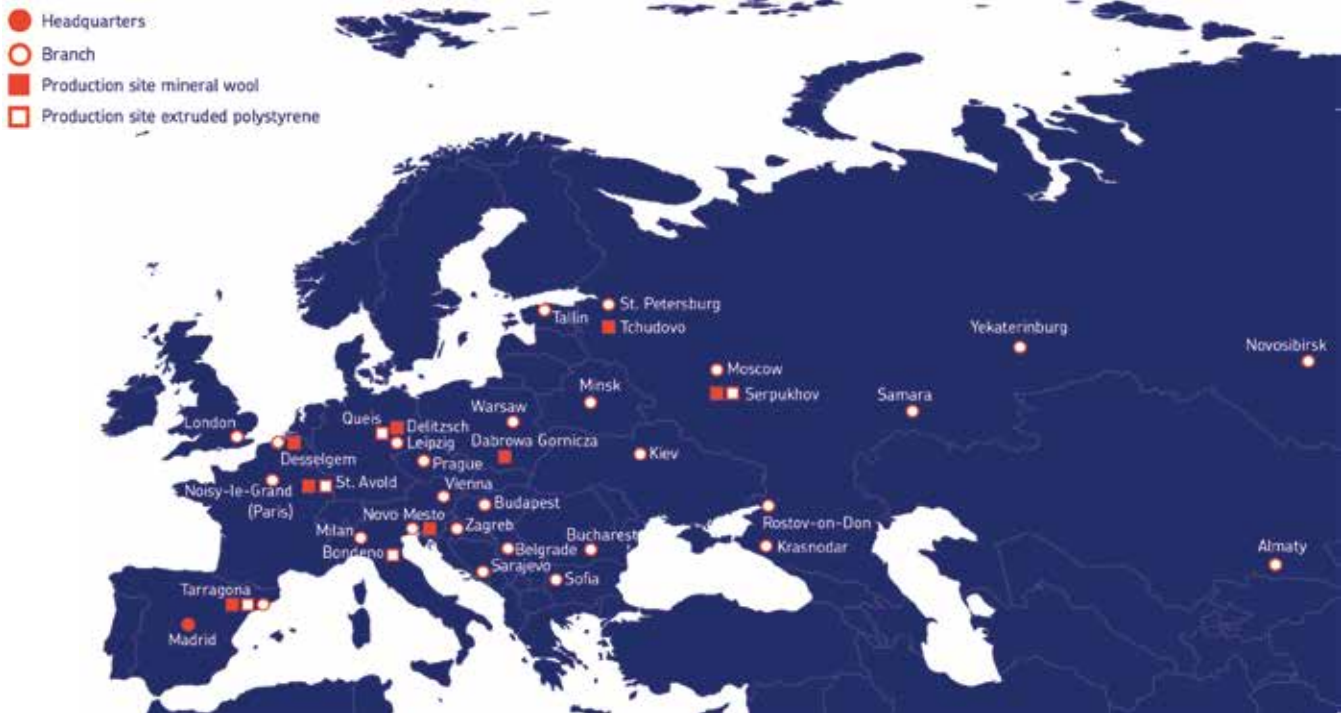 Headquarters
Branch
Production site mineral wool
Production site extruded polystyrene
St. Petersburg
Tallin
Tchudovo
Yekaterinburg
Novosibirsk
Moscow
Minsk
Serpukhov
Samara
Warsaw
Queis
Delitzsch
London
Leipzig
Dabrowa Gornicza
Desselgem
Prague
Kiev
St. Avold
Vienna
Noisy-le-Grand
(Paris)
Budapest
Novo Mesto
Rostov-on-Don
Milan
Zagreb
Bucharest
Bondeno
Belgrade
Krasnodar
Almaty
Sarajevo
Sofia
Tarragona
Madrid